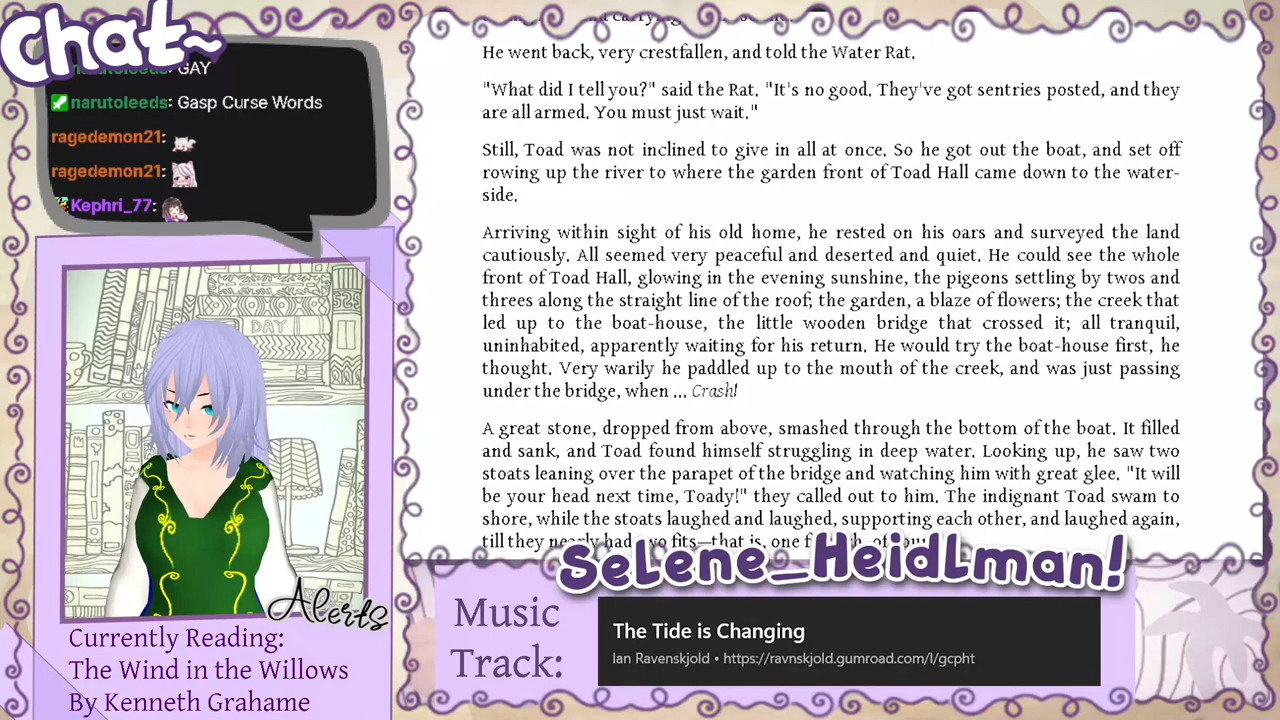 Chat~
narutoleeds: GAY
narutoleeds: Gasp Curse Words
ragedemon21:
ragedemon21:
Kephri_77:
DAY
Alerts
Currently Reading:
The Wind in the Willows
By Kenneth Grahame
He went back, very crestfallen, and told the Water Rat.
"What did I tell you?" said the Rat. "It's no good. They've got sentries posted, and they
are all armed. You must just wait."
Still, Toad was not inclined to give in all at once. So he got out the boat, and set off
rowing up the river to where the garden front of Toad Hall came down to the water-
side.
Arriving within sight of his old home, he rested on his oars and surveyed the land
cautiously. All seemed very peaceful and deserted and quiet. He could see the whole
front of Toad Hall, glowing in the evening sunshine, the pigeons settling by twos and
threes along the straight line of the roof; the garden, a blaze of flowers; the creek that
led up to the boat-house, the little wooden bridge that crossed it; all tranquil,
uninhabited, apparently waiting for his return. He would try the boat-house first, he
thought. Very warily he paddled up to the mouth of the creek, and was just passing
under the bridge, when ... Crash!
A great stone, dropped from above, smashed through the bottom of the boat. It filled
and sank, and Toad found himself struggling in deep water. Looking up, he saw two
stoats leaning over the parapet of the bridge and watching him with great glee. "It will
be your head next time, Toady!" they called out to him. The indignant Toad swam to
shore, while the stoats laughed and laughed, supporting each other, and laughed again,
till they nearly had two fits—that is, one
Selene_Heidlman!
Music
Track:
The Tide is Changing
Ian Ravenskjold • https://ravnskjold.gumroad.com/l/gcpht